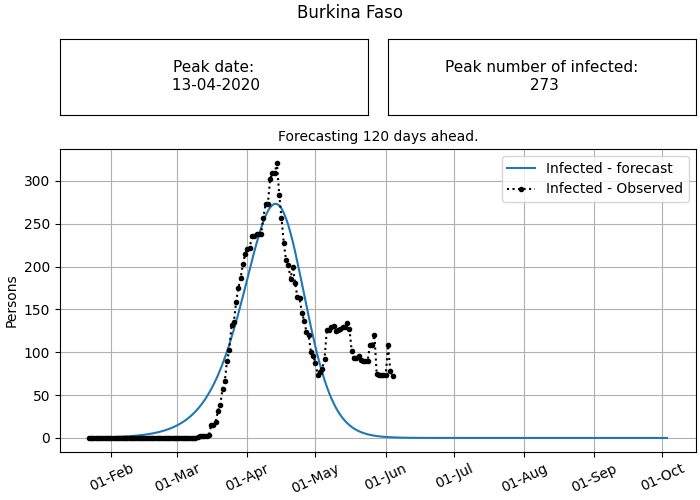 Burkina Faso
Peak date:
13-04-2020
Peak number of infected:
273
Forecasting 120 days ahead.
Infected - forecast
Infected - Observed
Persons
300
250
200
150
100
50
0
01-Feb
01-Mar
01-Apr
01-May
01-Jun
01-Jul
01-Aug
01-Sep
01-Oct